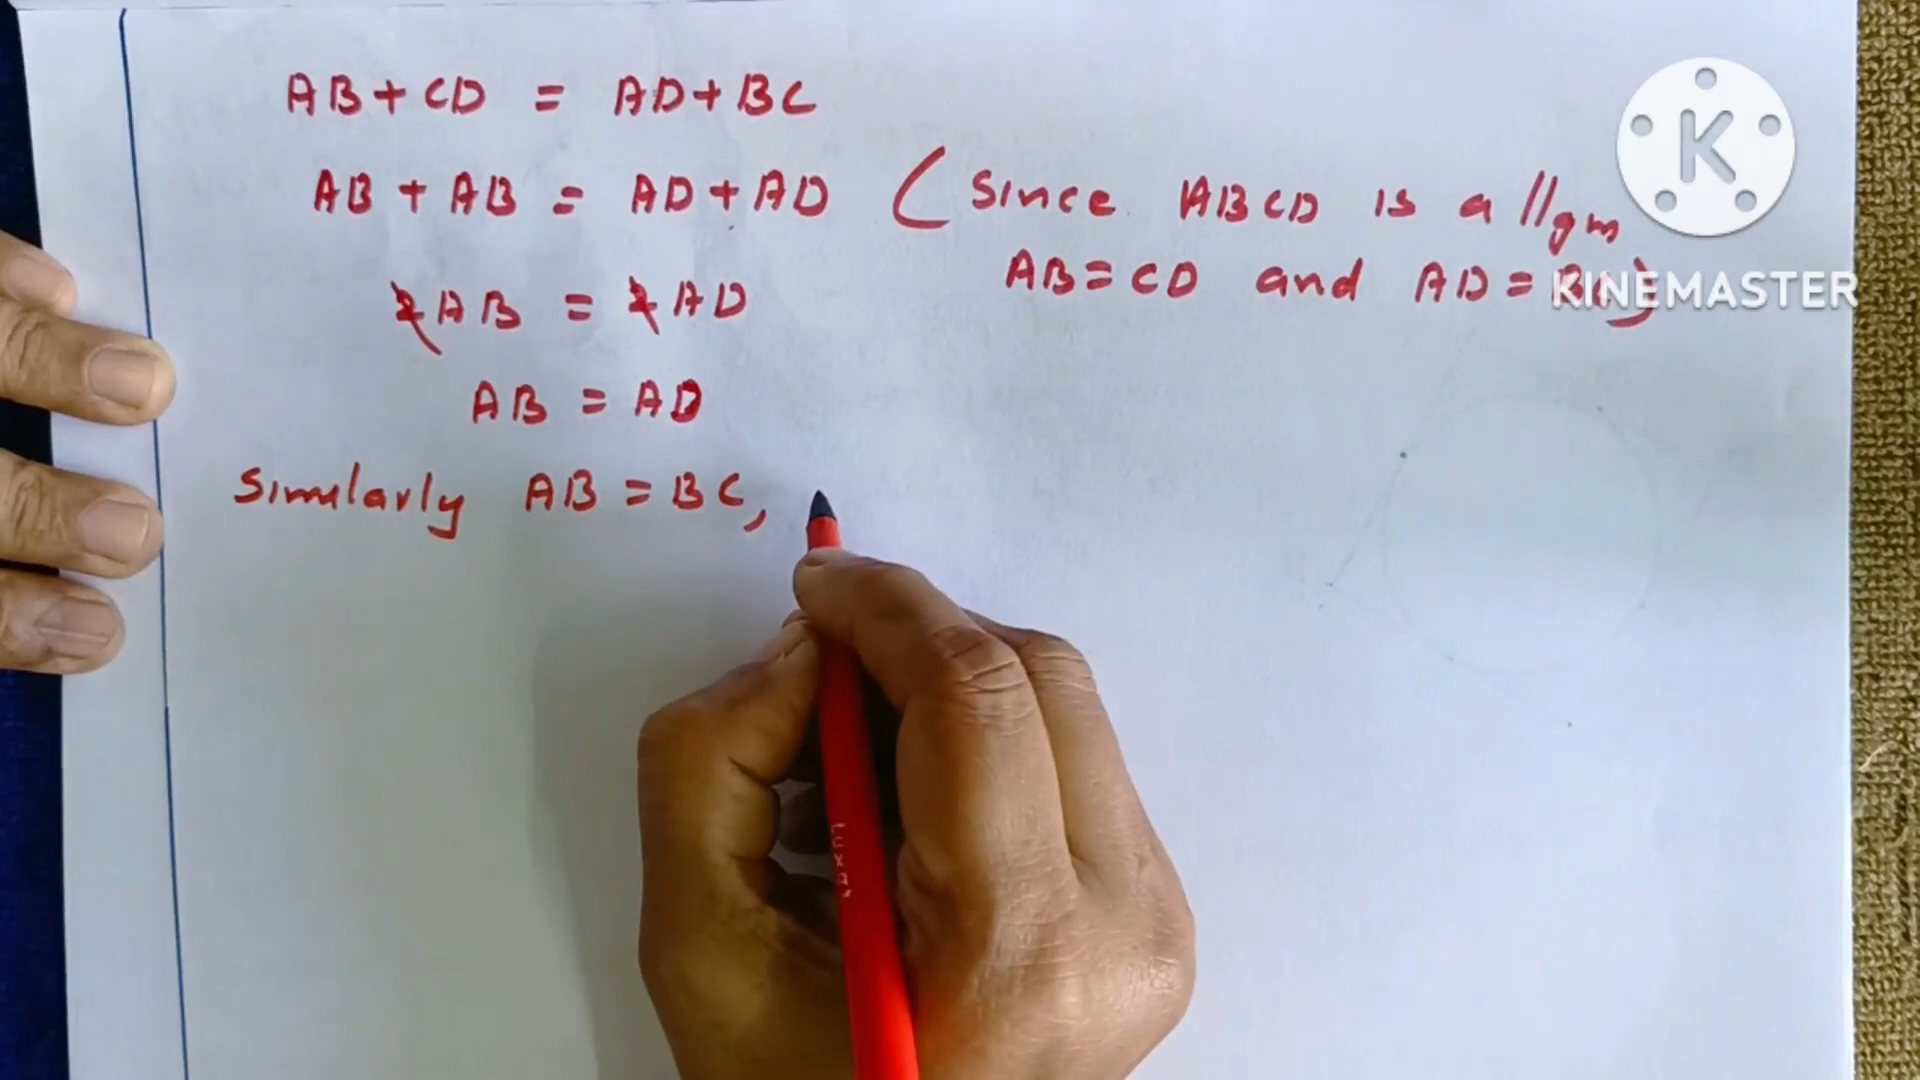 AB + CD = AD + BC
AB + AB = AD + AD (Since ABCD is a //gm
AB = CD and AD = BC)
2AB = 2AD
AB = AD
Similarly AB = BC,
K
KINEMASTER
LUXOR